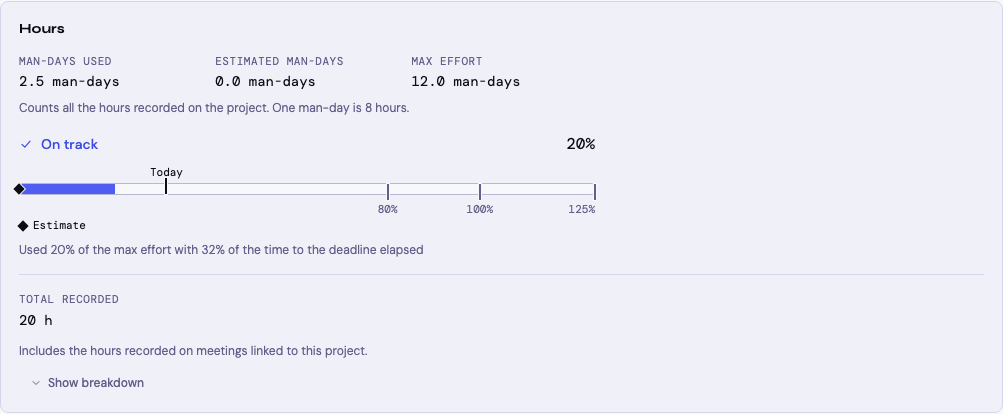 Hours
MAN-DAYS USED ESTIMATED MAN-DAYS MAX EFFORT
2.5 man-days 0.0 man-days 12.0 man-days
Counts all the hours recorded on the project. One man-day is 8 hours.
On track 20%
Today
80% 100% 125%
Estimate
Used 20% of the max effort with 32% of the time to the deadline elapsed
TOTAL RECORDED
20 h
Includes the hours recorded on meetings linked to this project.
Show breakdown